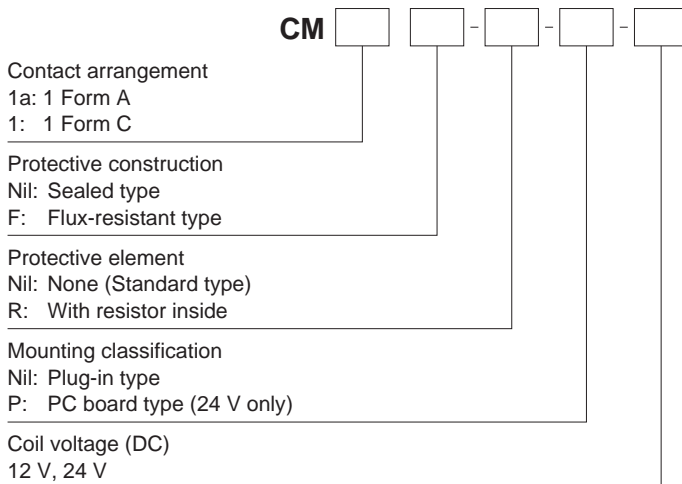 CM - - -
Contact arrangement
1a: 1 Form A
1: 1 Form C
Protective construction
Nil: Sealed type
F: Flux-resistant type
Protective element
Nil: None (Standard type)
R: With resistor inside
Mounting classification
Nil: Plug-in type
P: PC board type (24 V only)
Coil voltage (DC)
12 V, 24 V